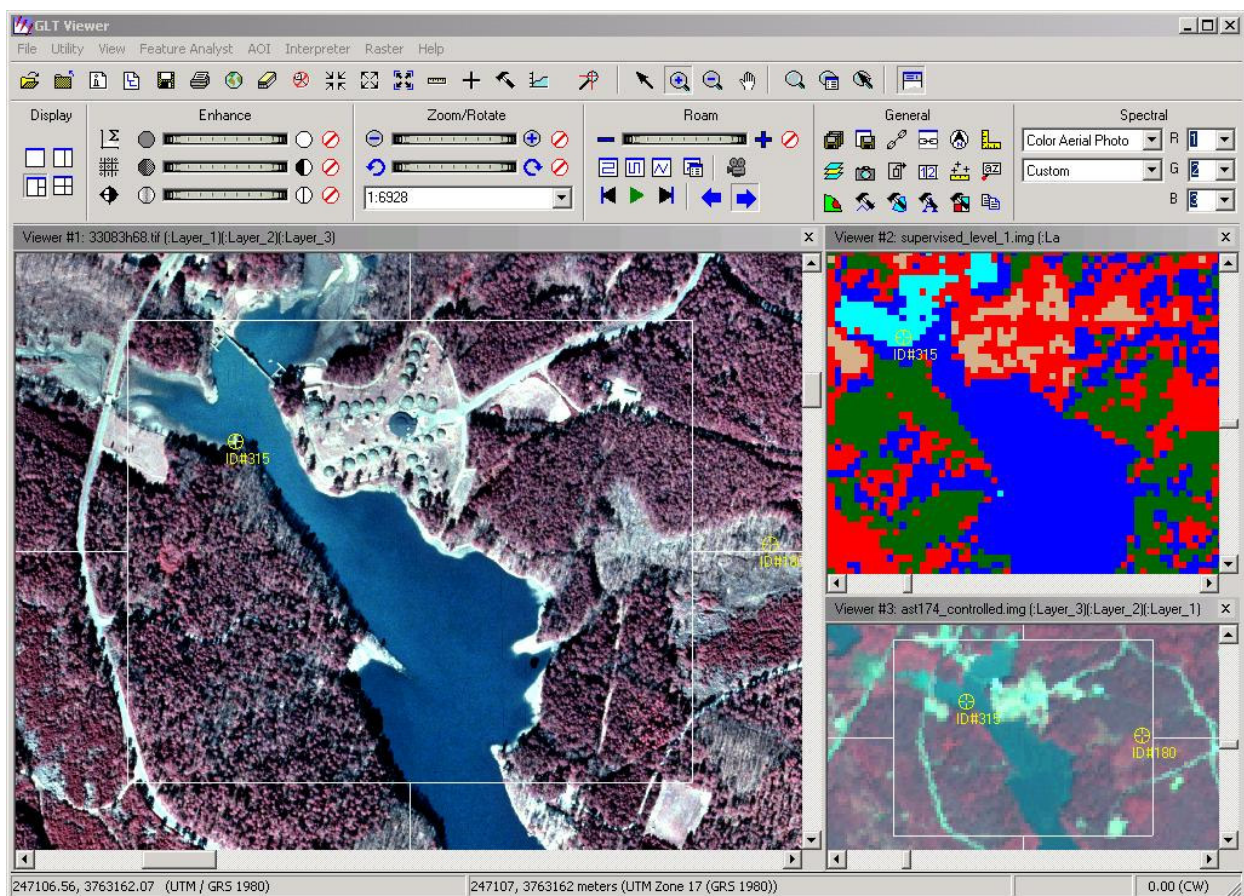 GLT Viewer
File Utility View Feature Analyst AOI Interpreter Raster Help
Display
Enhance
Zoom/Rotate
Roam
General
Spectral
Color Aerial Photo
R 1
Custom
G 2
B 3
1:6928
Viewer #1: 33083h68.tif (:Layer_1)(:Layer_2)(:Layer_3)
Viewer #2: supervised_level_1.img (:La
ID#315
ID#315
Viewer #3: ast174_controlled.img (:Layer_3)(:Layer_2)(:Layer_1)
ID#315
ID#180
247106.56, 3763162.07 (UTM / GRS 1980)
247107, 3763162 meters (UTM Zone 17 (GRS 1980))
0.00 (CW)